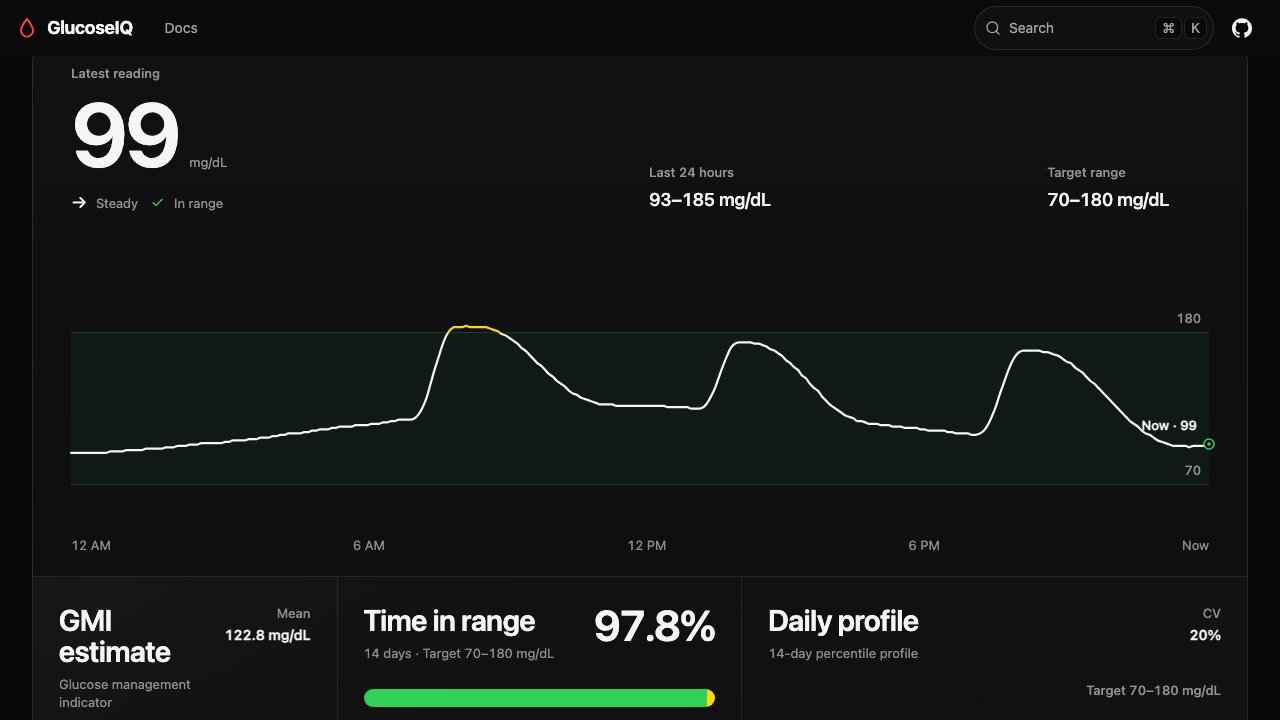 GlucoseIQ
Docs
Search
⌘ K
Latest reading
99 mg/dL
Steady
In range
Last 24 hours
93–185 mg/dL
Target range
70–180 mg/dL
180
Now · 99
70
12 AM
6 AM
12 PM
6 PM
Now
GMI
estimate
Glucose management
indicator
Mean
122.8 mg/dL
Time in range
14 days · Target 70–180 mg/dL
97.8%
Daily profile
14-day percentile profile
CV
20%
Target 70–180 mg/dL